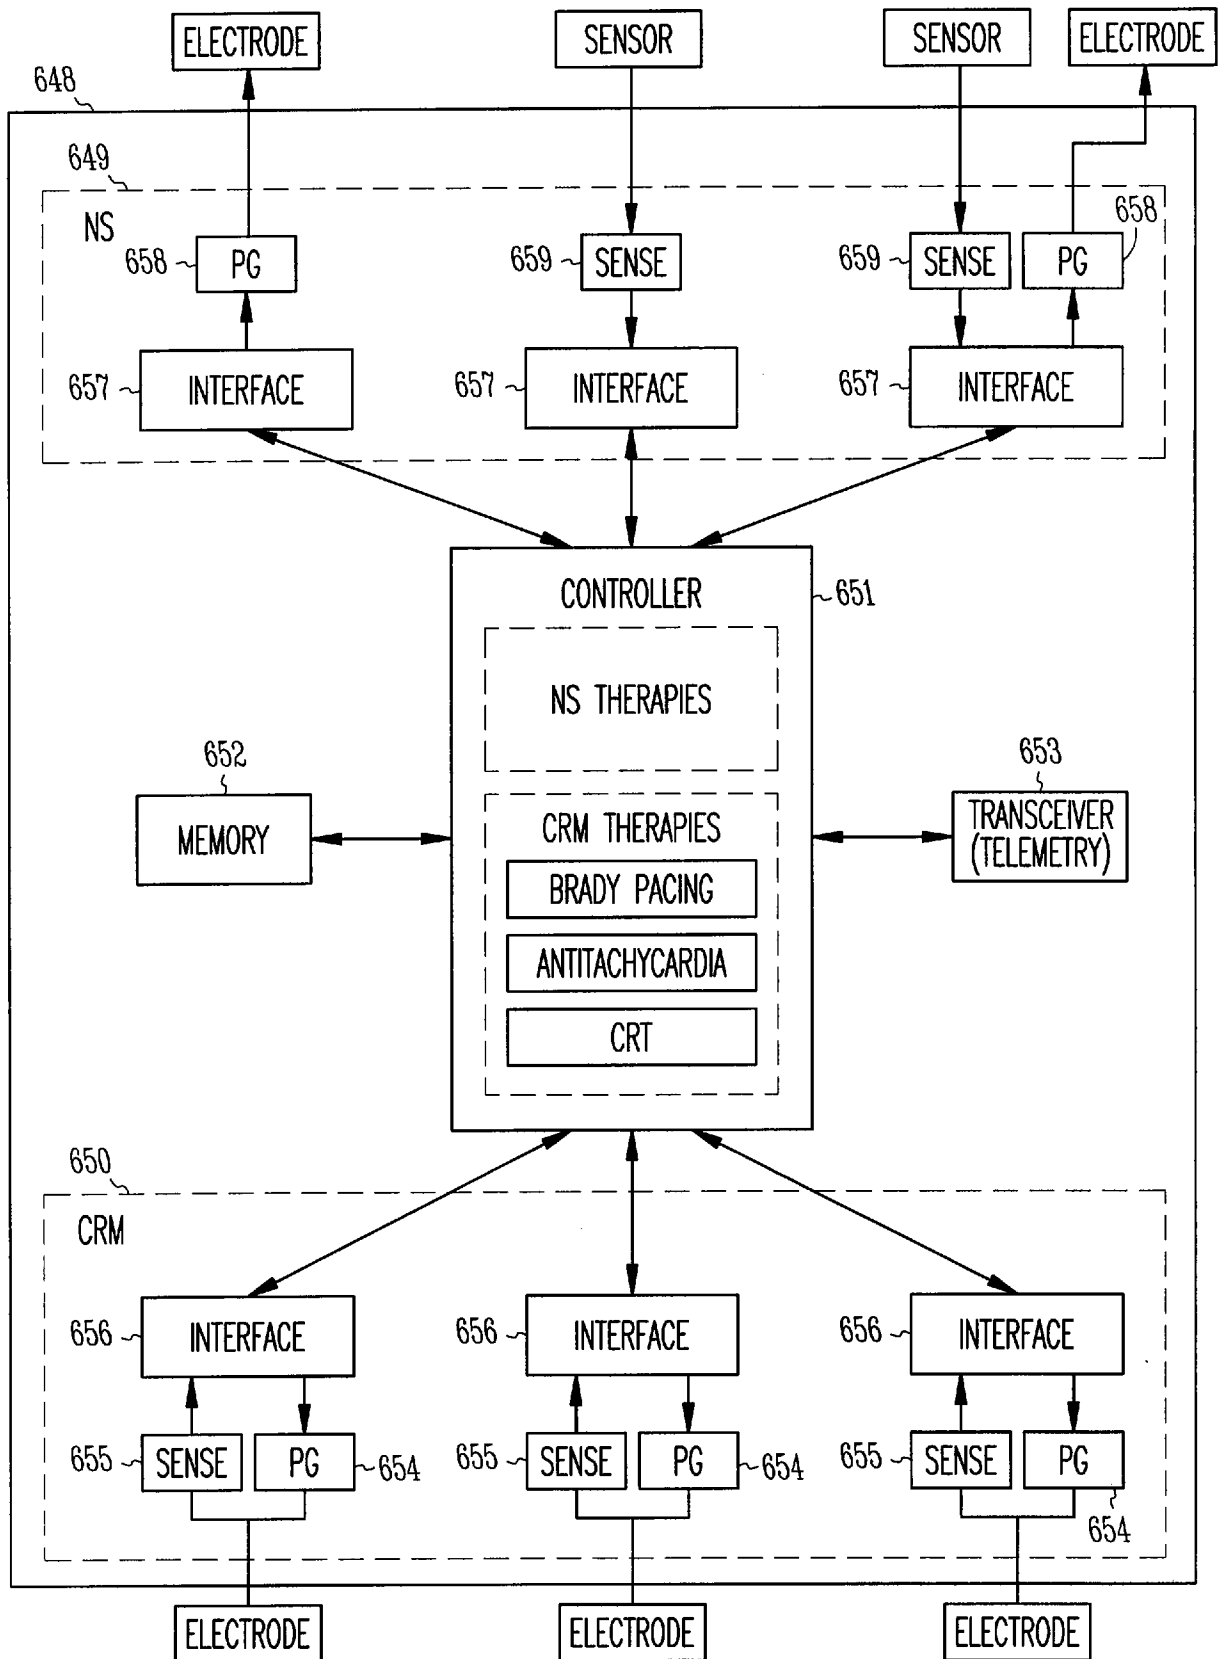 ELECTRODE
SENSOR
SENSOR
ELECTRODE
648
649
NS
658
PG
659
SENSE
659
SENSE
PG
658
657
INTERFACE
657
INTERFACE
657
INTERFACE
CONTROLLER
651
NS THERAPIES
652
MEMORY
653
TRANSCEIVER
(TELEMETRY)
CRM THERAPIES
BRADY PACING
ANTITACHYCARDIA
CRT
650
CRM
656
INTERFACE
656
INTERFACE
656
INTERFACE
655
SENSE
PG
654
655
SENSE
PG
654
655
SENSE
PG
654
ELECTRODE
ELECTRODE
ELECTRODE